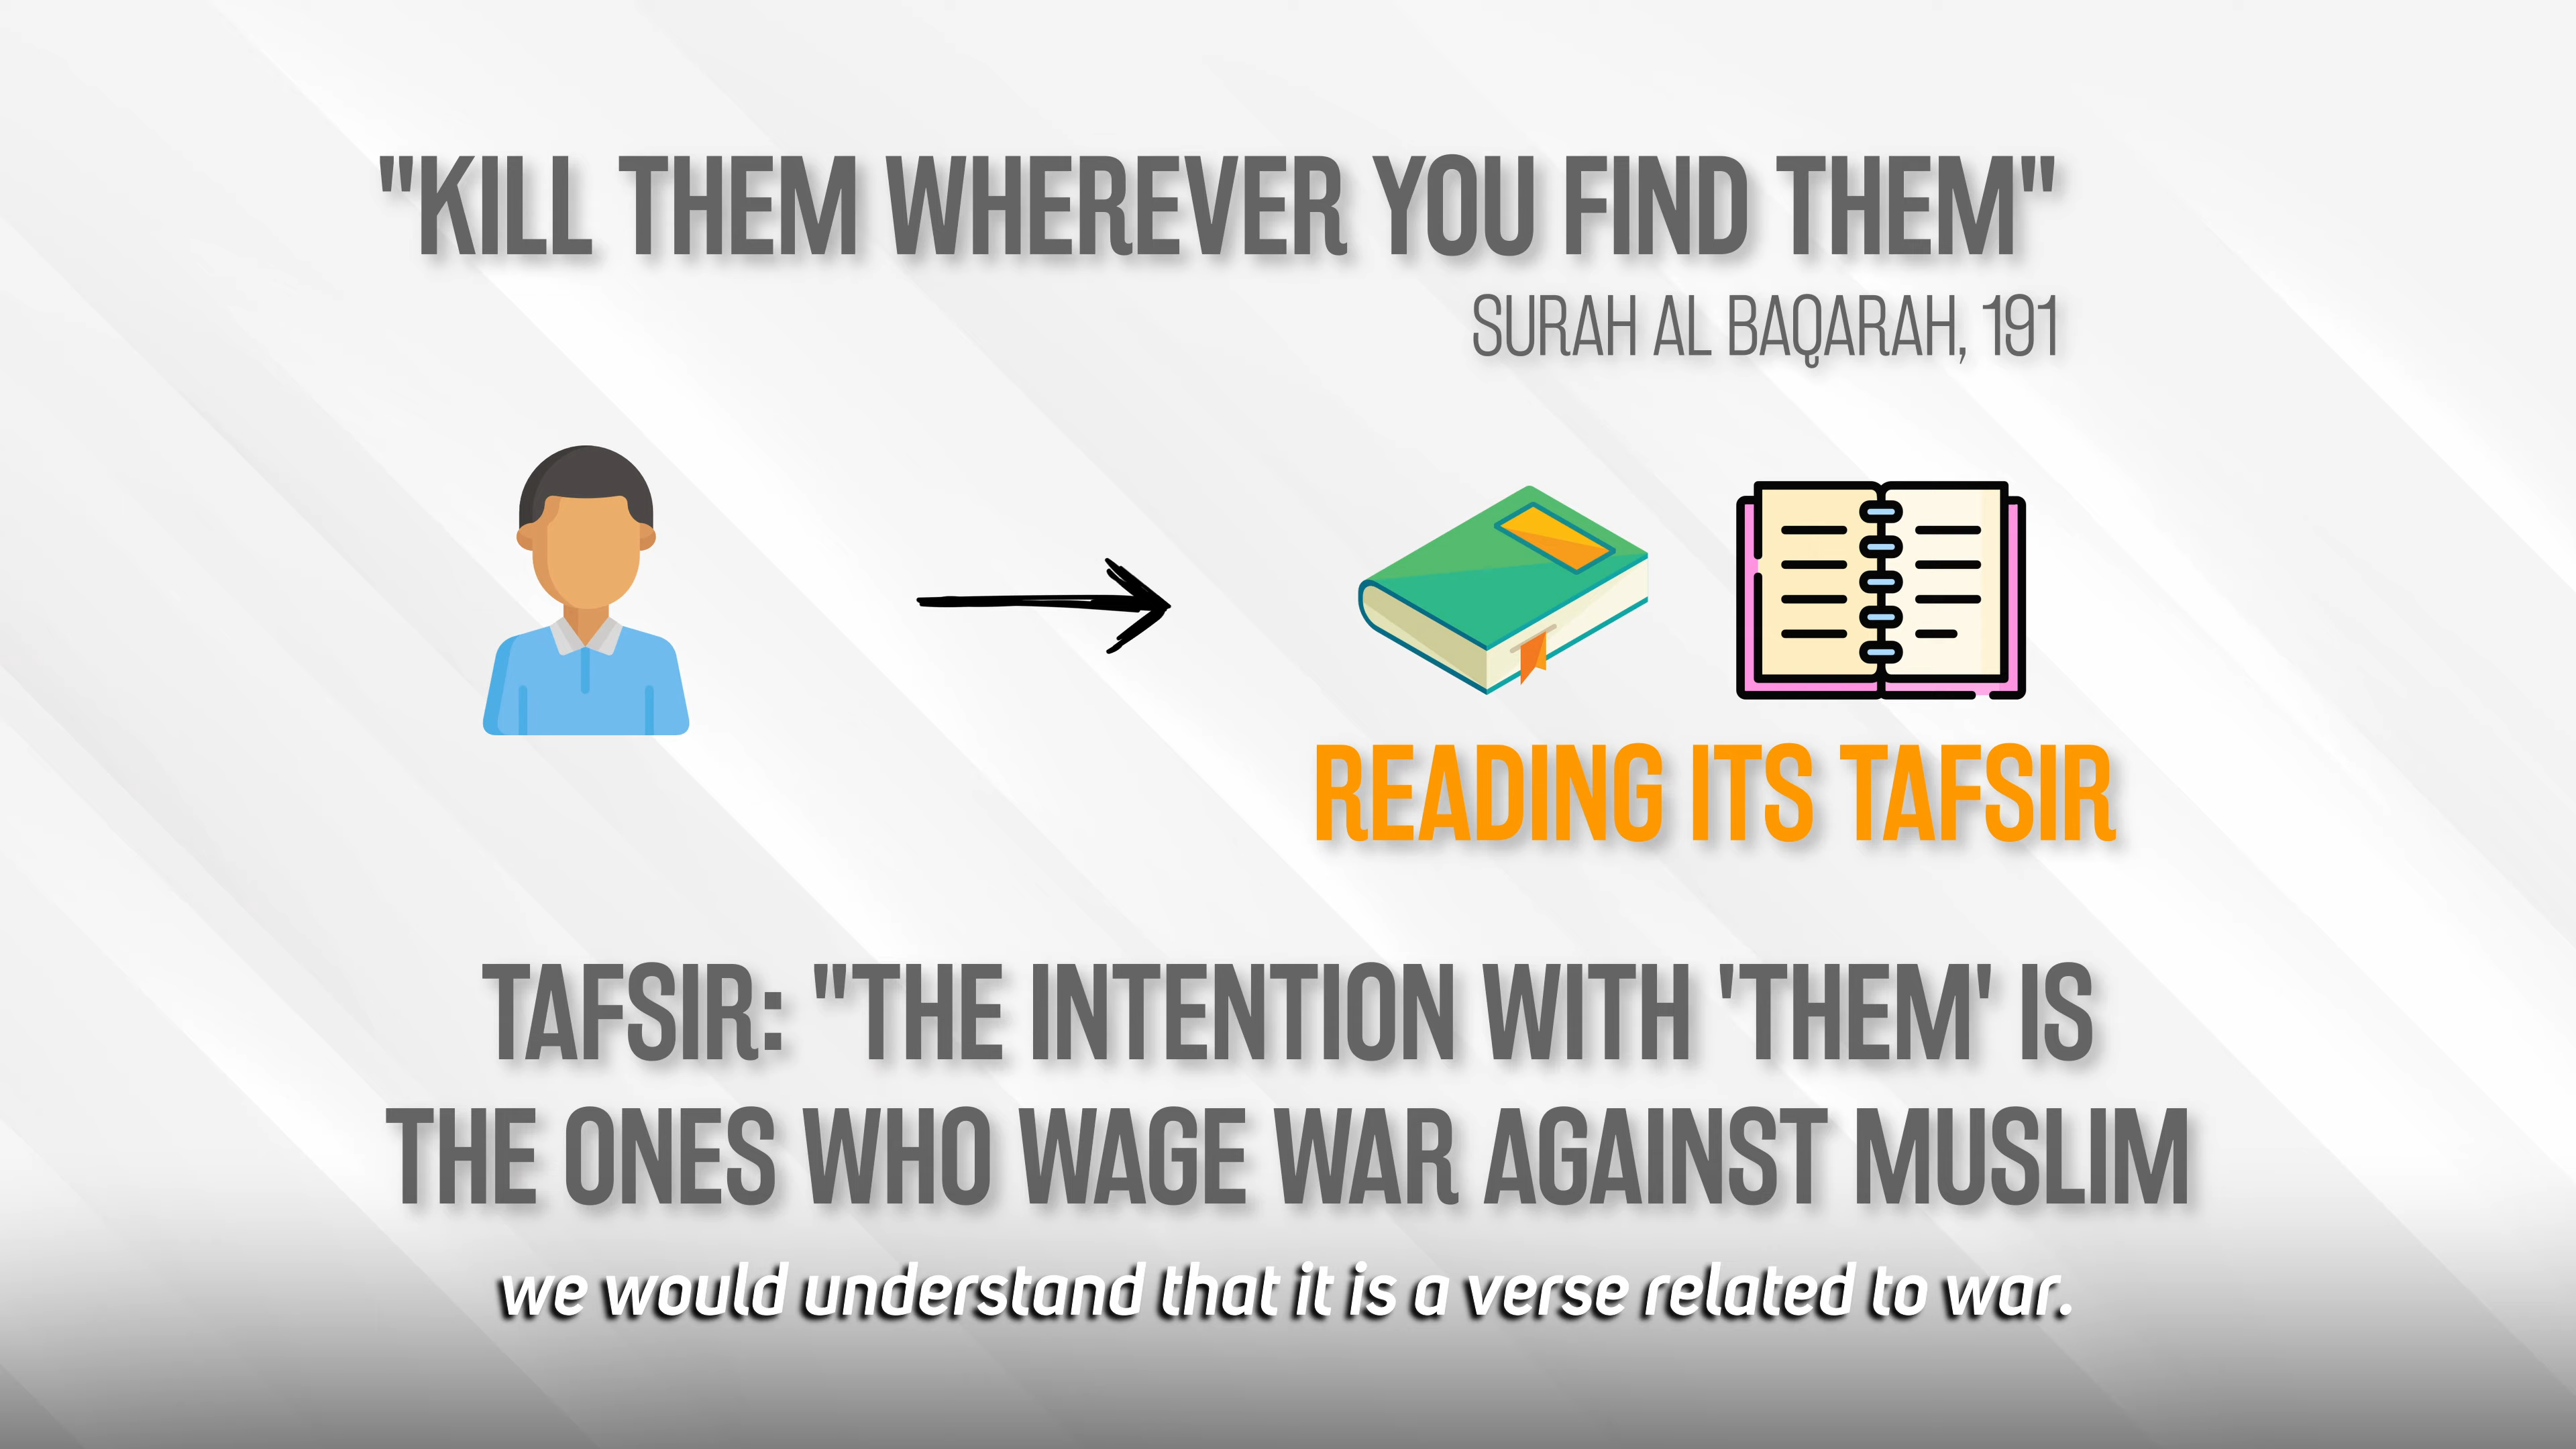 "KILL THEM WHEREVER YOU FIND THEM"
SURAH AL BAQARAH, 191
READING ITS TAFSIR
TAFSIR: "THE INTENTION WITH 'THEM' IS
THE ONES WHO WAGE WAR AGAINST MUSLIM
we would understand that it is a verse related to war.